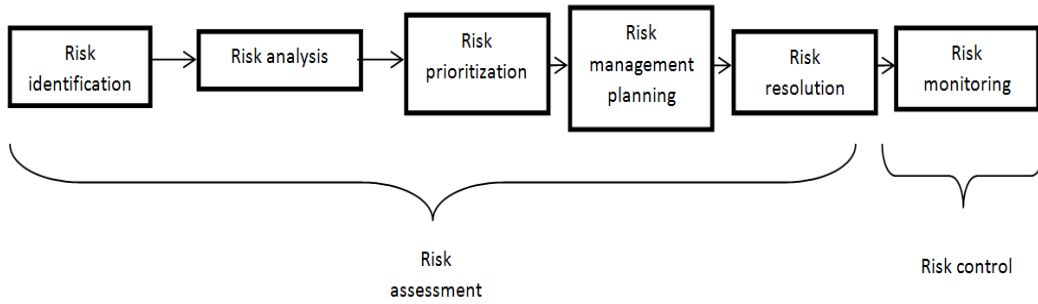 Risk
identification
Risk analysis
Risk
prioritization
Risk
management
planning
Risk
resolution
Risk
monitoring
Risk
assessment
Risk control